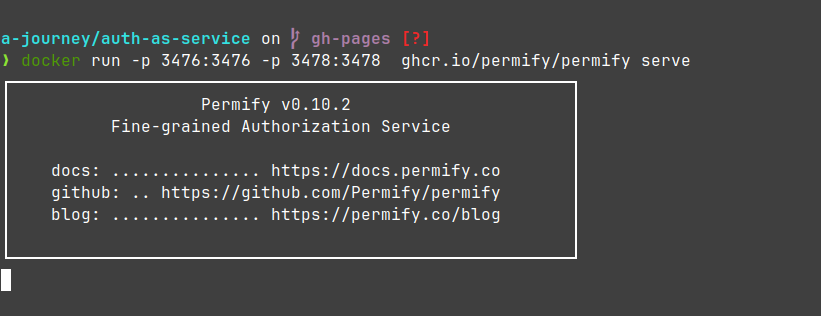 a-journey/auth-as-service on gh-pages [?]
❯ docker run -p 3476:3476 -p 3478:3478  ghcr.io/permify/permify serve
Permify v0.10.2
Fine-grained Authorization Service
docs: ............... https://docs.permify.co
github: .. https://github.com/Permify/permify
blog: ............... https://permify.co/blog